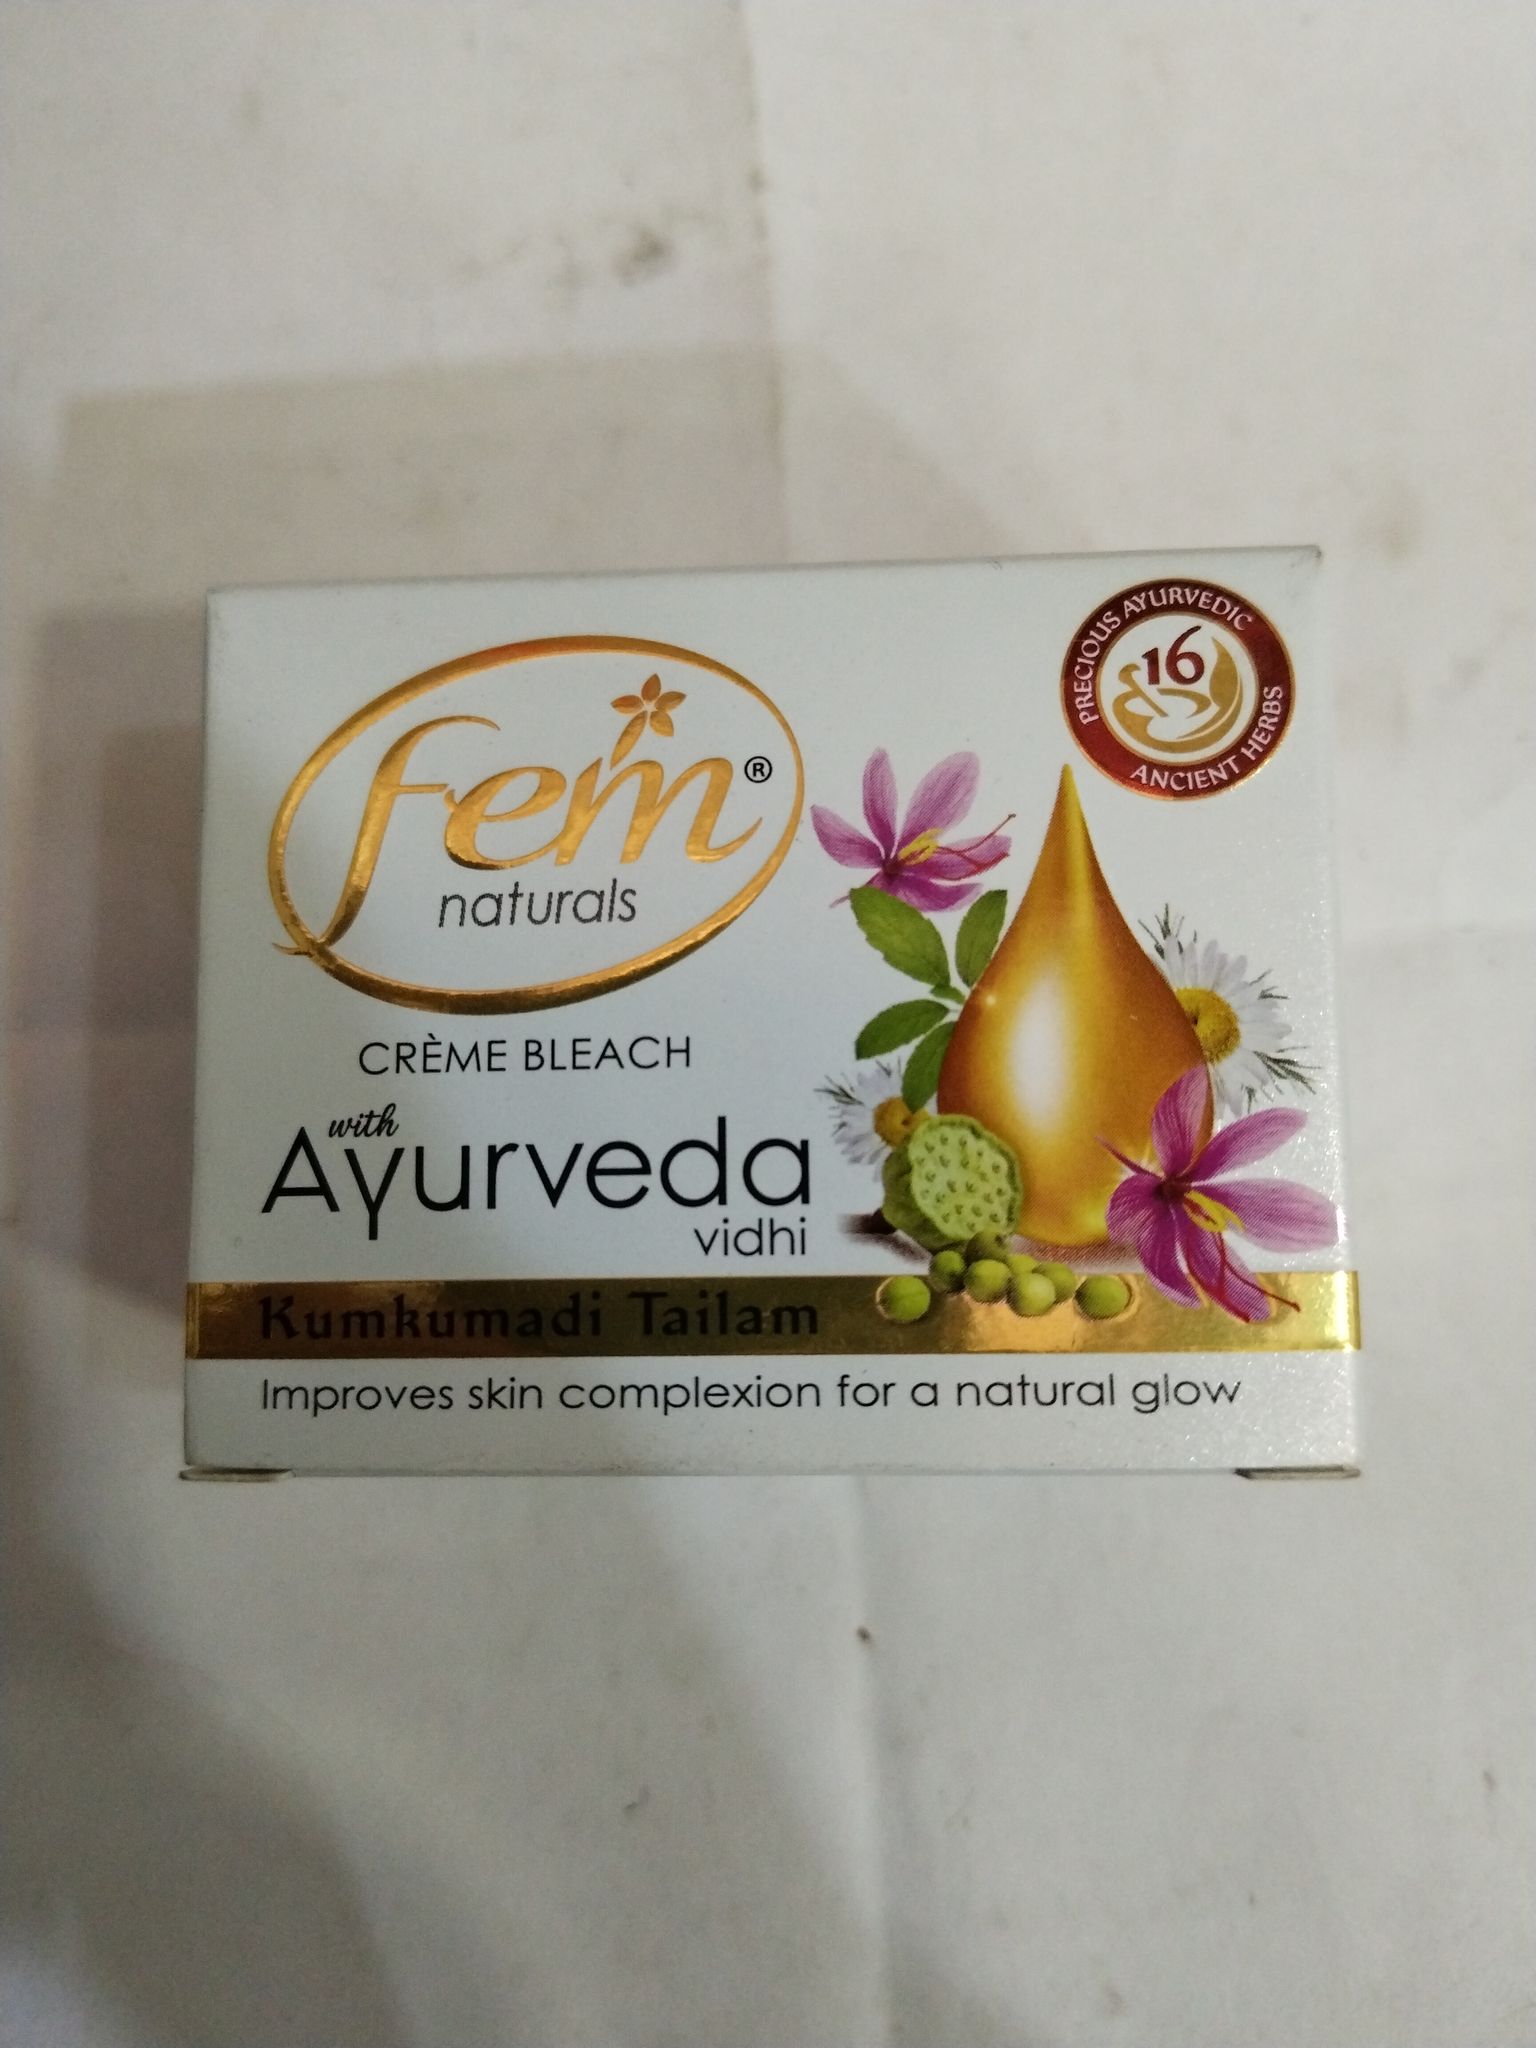 fem®
naturals
CRÈME BLEACH
with
Ayurveda
vidhi
Kumkumadi Tailam
Improves skin complexion for a natural glow
PRECIOUS AYURVEDIC
16
ANCIENT HERBS